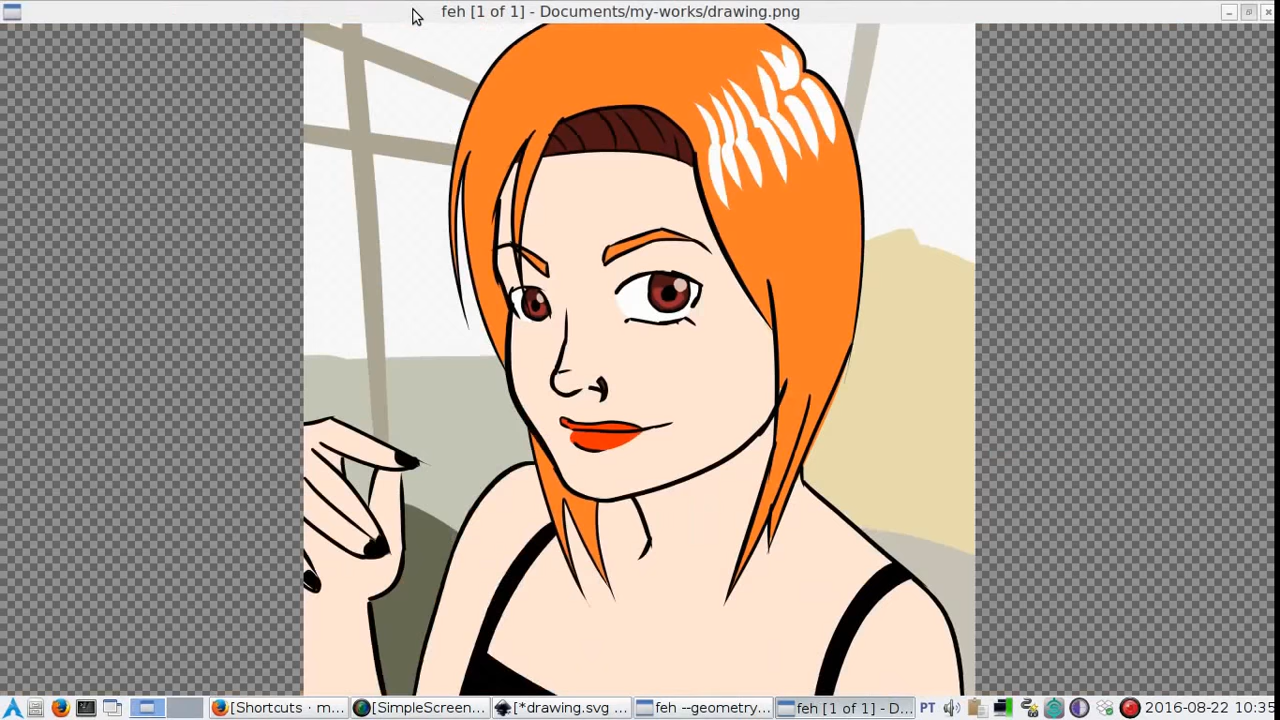 feh [1 of 1] - Documents/my-works/drawing.png
[Shortcuts - m...
[SimpleScreen...
[*drawing.svg ...
feh --geometry...
feh [1 of 1] - D...
PT
2016-08-22 10:35